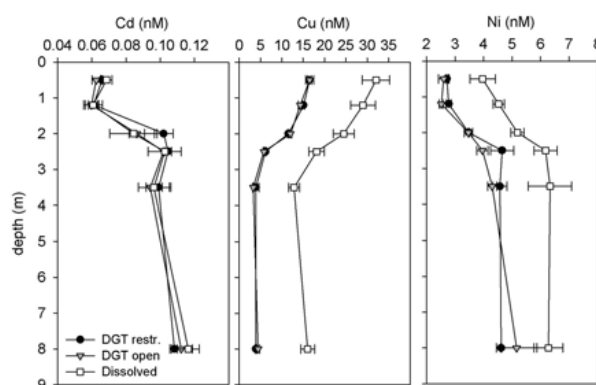 Cd (nM)
Cu (nM)
Ni (nM)
0.04 0.06 0.08 0.10 0.12
0 5 10 15 20 25 30 35
2 3 4 5 6 7 8
0
1
2
3
4
5
6
7
8
9
depth (m)
DGT restr.
DGT open
Dissolved